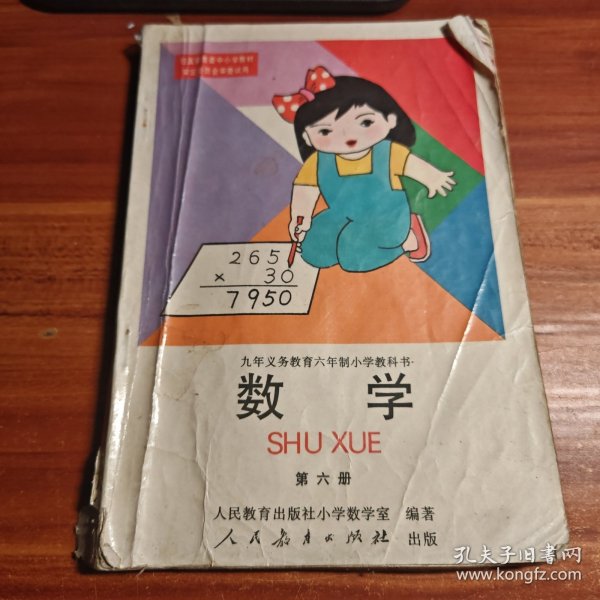 265
× 30
7950
九年义务教育六年制小学教科书
数 学
SHU XUE
第六册
人民教育出版社小学数学室 编著
人民教育出版社 出版
孔夫子旧书网
www.kongfz.com